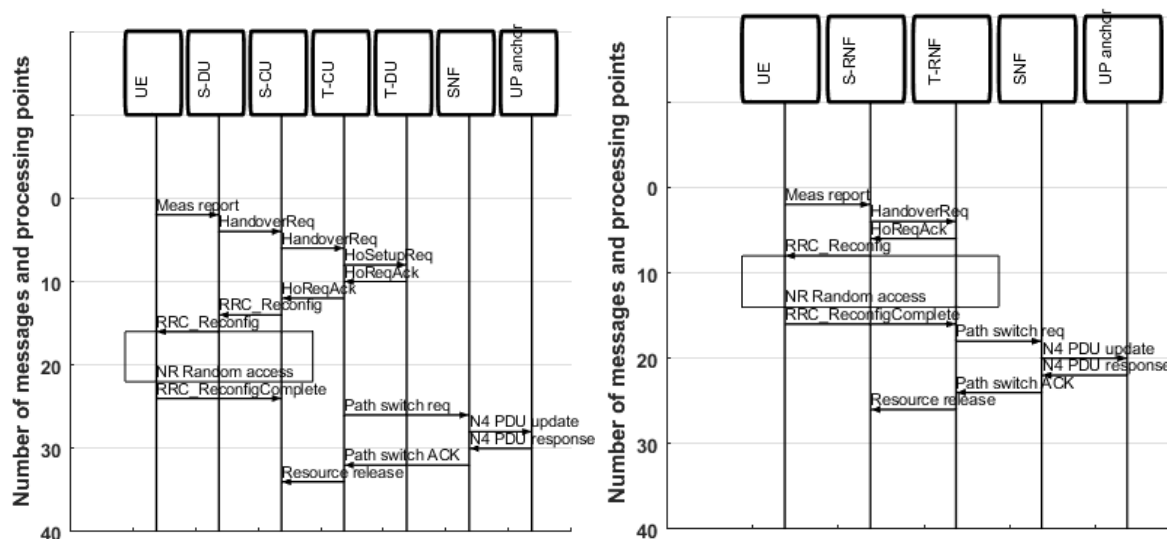 Number of messages and processing points
UE
S-DU
S-CU
T-CU
T-DU
SNF
UP anchor
0
10
20
30
40
Meas report
HandoverReq
HandoverReq
HoSetupReq
HoReqAck
HoReqAck
RRC_Reconfig
RRC_Reconfig
NR Random access
RRC_ReconfigComplete
Path switch req
N4 PDU update
N4 PDU response
Path switch ACK
Resource release
Number of messages and processing points
UE
S-RNF
T-RNF
SNF
UP anchor
0
10
20
30
40
Meas report
HandoverReq
HoReqAck
RRC_Reconfig
NR Random access
RRC_ReconfigComplete
Path switch req
N4 PDU update
N4 PDU response
Path switch ACK
Resource release